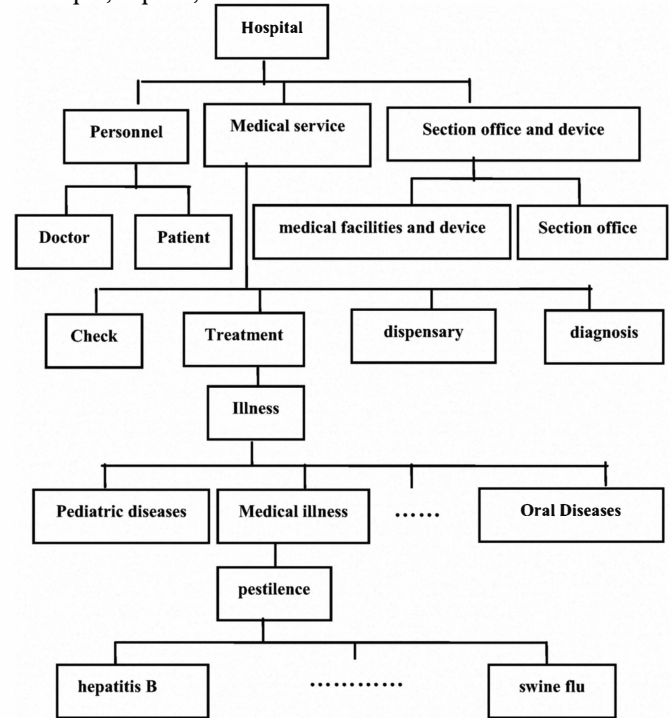 Hospital
Personnel
Medical service
Section office and device
Doctor
Patient
medical facilities and device
Section office
Check
Treatment
dispensary
diagnosis
Illness
Pediatric diseases
Medical illness
……
Oral Diseases
pestilence
hepatitis B
…………
swine flu